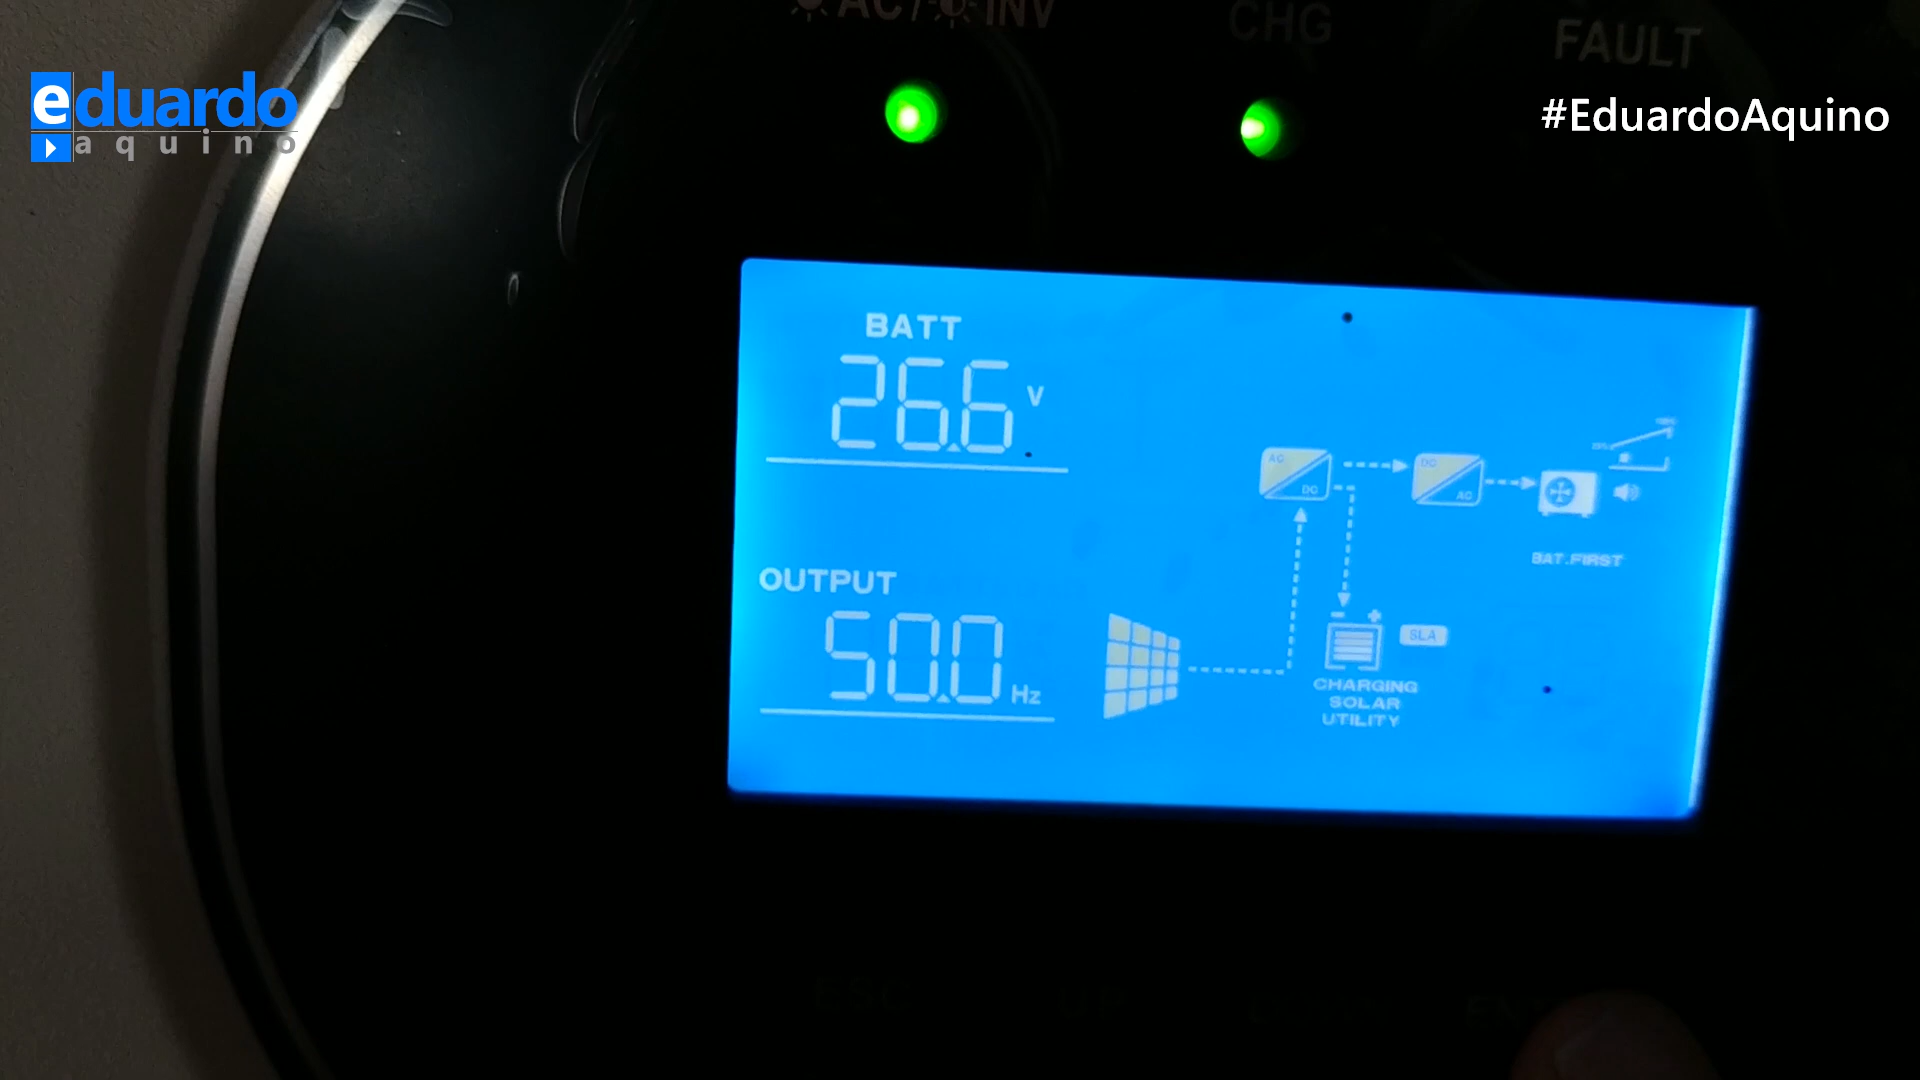 AC/ INV
CHG
FAULT
eduardo
aquino
#EduardoAquino
BATT
26.6 V
AC
DC
DC
AC
BAT.FIRST
OUTPUT
50.0 Hz
- +
SLA
CHARGING
SOLAR
UTILITY
ESC